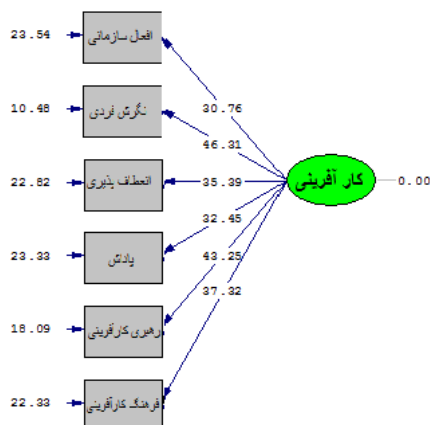 23.54
افعال سازمانی
30.76
10.48
نگرش فردی
46.31
22.82
انعطاف پذیری
35.39
کار آفرینی
0.00
23.33
پاداش
32.45
43.25
18.09
رهبری کارآفرینی
37.32
22.33
فرهنگ کارآفرینی